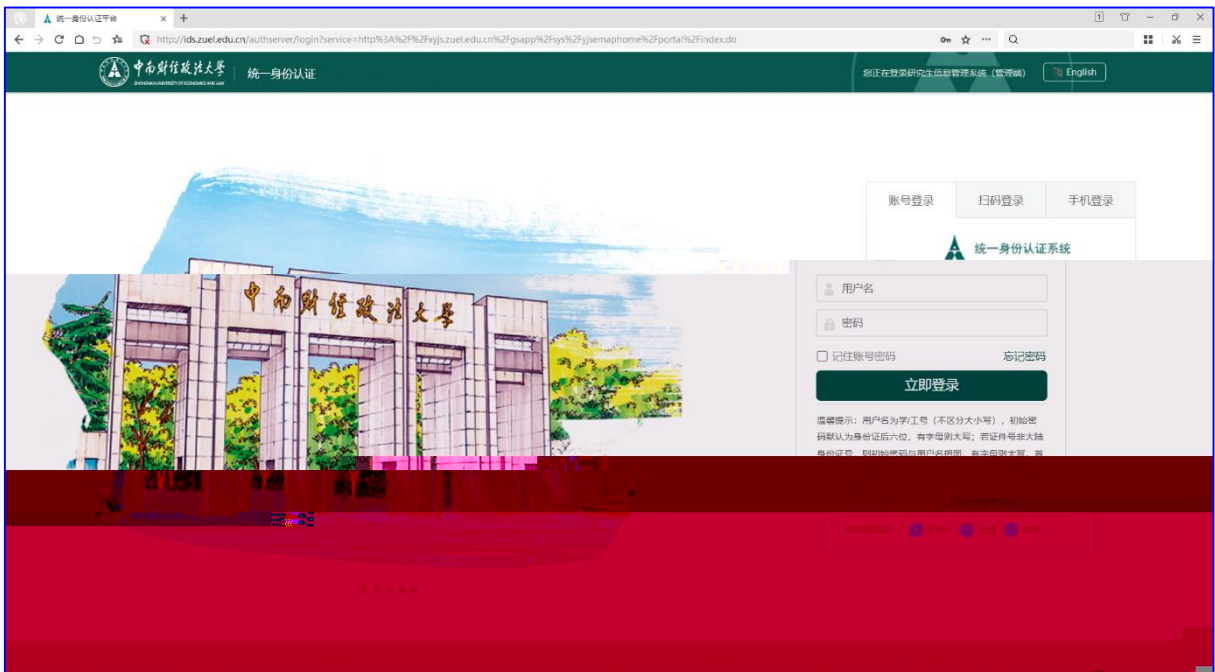 统一身份认证平台
1
http://ids.zuel.edu.cn/authserver/login?service=http%3A%2F%2Fxyjs.zuel.edu.cn%2Fgsapp%2Fsys%2Fyjsemaphome%2Fportal%2Findex.do
中南财经政法大学 统一身份认证
ZHONGNAN UNIVERSITY OF ECONOMICS AND LAW
您正在登录研究生信息管理系统（管理端） English
账号登录 扫码登录 手机登录
统一身份认证系统
中南财经政法大学
用户名
密码
记住账号密码 忘记密码
立即登录
温馨提示：用户名为学/工号（不区分大小写），初始密
码默认为身份证后六位，有字母则大写；若证件号非大陆
身份证号，则初始密码与用户名相同，有字母则大写。首